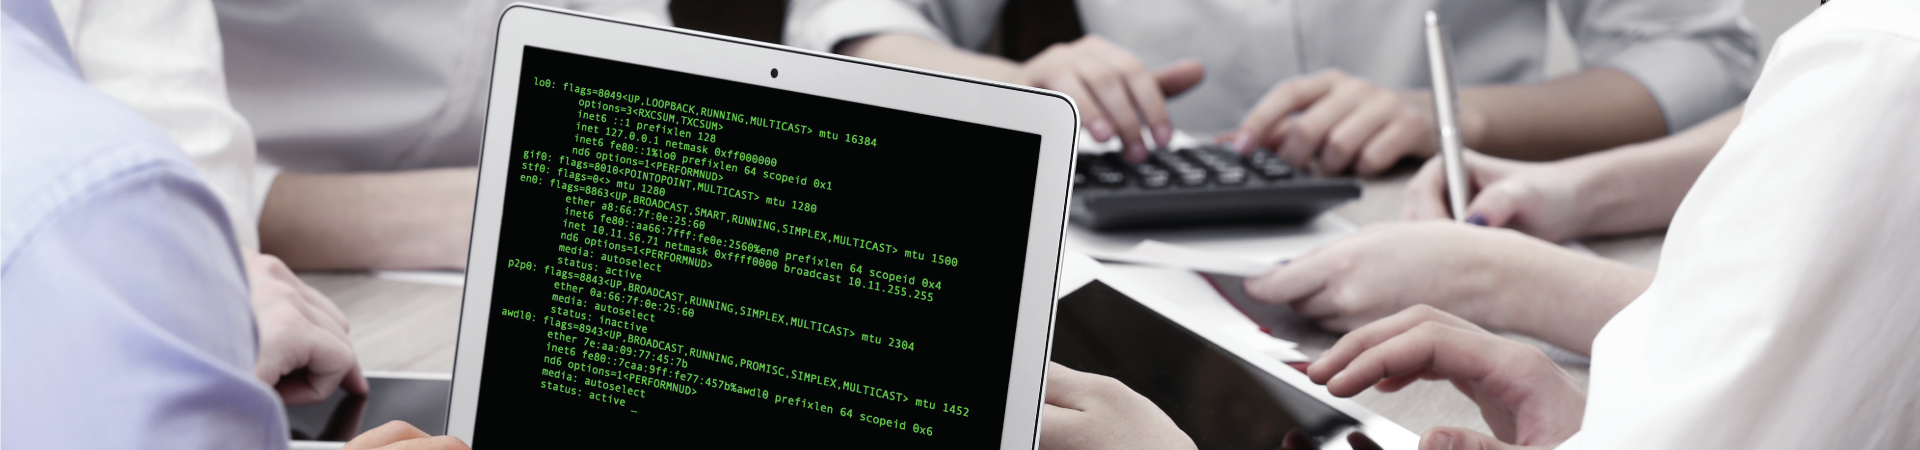 lo0: flags=8049<UP,LOOPBACK,RUNNING,MULTICAST> mtu 16384
options=3<RXCSUM,TXCSUM>
inet6 ::1 prefixlen 128
inet 127.0.0.1 netmask 0xff000000
inet6 fe80::1%lo0 prefixlen 64 scopeid 0x1
nd6 options=1<PERFORMNUD>
gif0: flags=8010<POINTOPOINT,MULTICAST> mtu 1280
stf0: flags=0<> mtu 1280
en0: flags=8863<UP,BROADCAST,SMART,RUNNING,SIMPLEX,MULTICAST> mtu 1500
ether a8:66:7f:0e:25:60
inet6 fe80::aa66:7fff:fe0e:2560%en0 prefixlen 64 scopeid 0x4
inet 10.11.56.71 netmask 0xffff0000 broadcast 10.11.255.255
nd6 options=1<PERFORMNUD>
media: autoselect
status: active
p2p0: flags=8843<UP,BROADCAST,RUNNING,SIMPLEX,MULTICAST> mtu 2304
ether 0a:66:7f:0e:25:60
media: autoselect
status: inactive
awdl0: flags=8943<UP,BROADCAST,RUNNING,PROMISC,SIMPLEX,MULTICAST> mtu 1452
ether 7e:aa:09:77:45:7b
inet6 fe80::7caa:9ff:fe77:457b%awdl0 prefixlen 64 scopeid 0x6
nd6 options=1<PERFORMNUD>
media: autoselect
status: active _